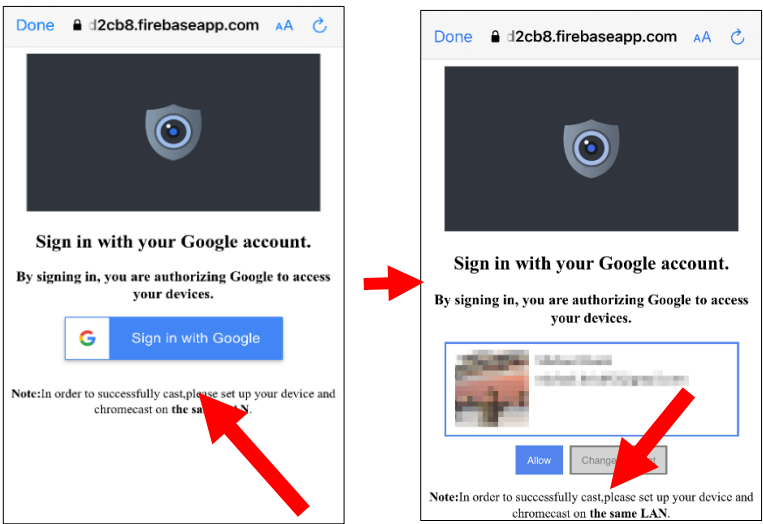 Done d2cb8.firebaseapp.com AA
Sign in with your Google account.
By signing in, you are authorizing Google to access
your devices.
G Sign in with Google
Note:In order to successfully cast,please set up your device and
chromecast on the
Done d2cb8.firebaseapp.com AA
Sign in with your Google account.
By signing in, you are authorizing Google to access
your devices.
Allow
Note:In order to successfully cast,please set up your device and
chromecast on the same LAN.